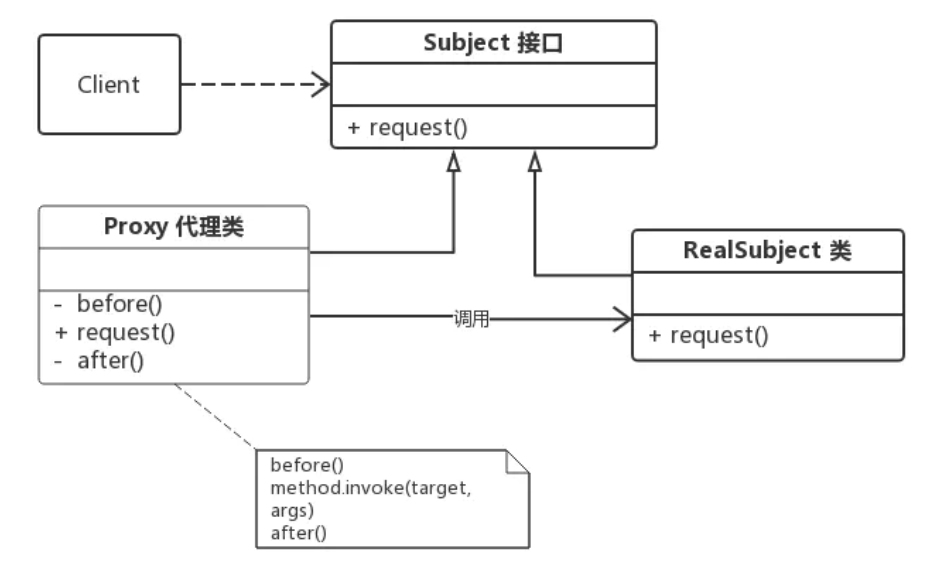 Client
Subject 接口
+ request()
Proxy 代理类
- before()
+ request()
- after()
调用
RealSubject 类
+ request()
before()
method.invoke(target,
args)
after()